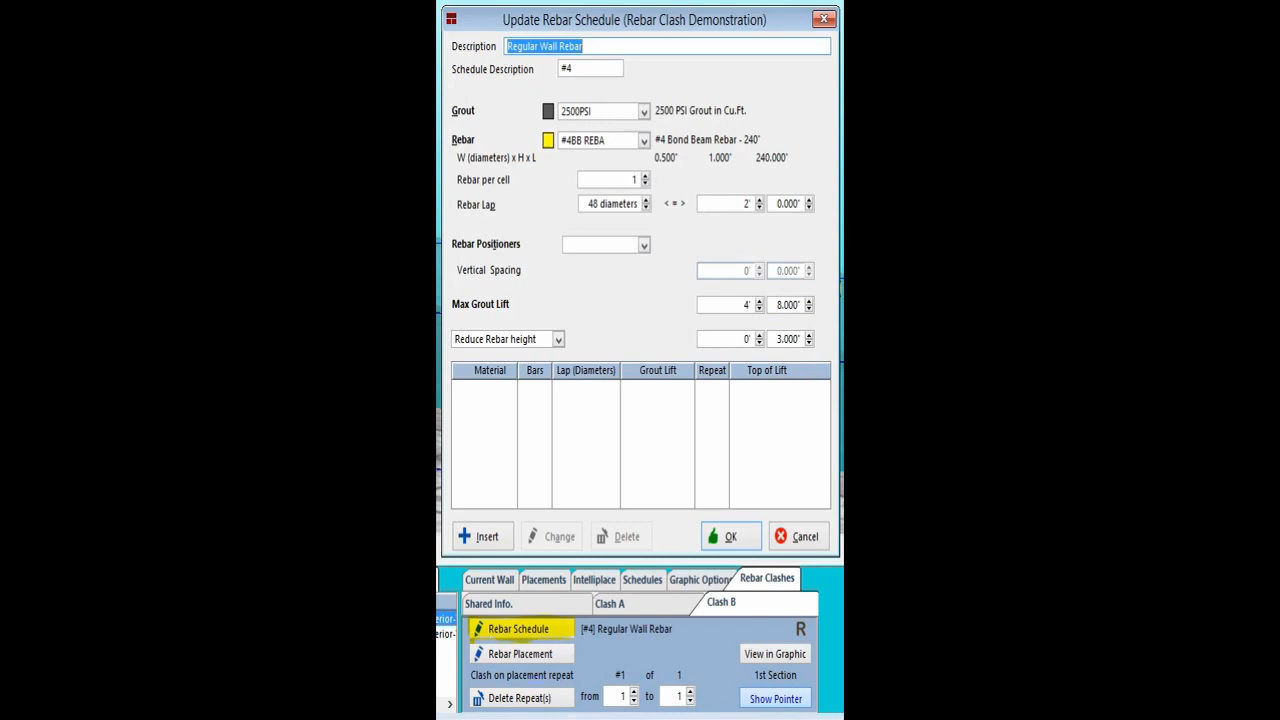 Update Rebar Schedule (Rebar Clash Demonstration)
Description Regular Wall Rebar
Schedule Description #4
Grout 2500PSI 2500 PSI Grout in Cu.Ft.
Rebar #4BB REBA #4 Bond Beam Rebar - 240"
W (diameters) x H x L 0.500" 1.000" 240.000"
Rebar per cell 1
Rebar Lap 48 diameters < = > 2' 0.000"
Rebar Positioners
Vertical Spacing 0' 0.000"
Max Grout Lift 4' 8.000"
Reduce Rebar height 0' 3.000"
Material Bars Lap (Diameters) Grout Lift Repeat Top of Lift
Insert Change Delete OK Cancel
Current Wall Placements Intelliplace Schedules Graphic Option Rebar Clashes
Shared Info. Clash A Clash B
Rebar Schedule [#4] Regular Wall Rebar R
Rebar Placement View in Graphic
Clash on placement repeat #1 of 1 1st Section
Delete Repeat(s) from 1 to 1 Show Pointer